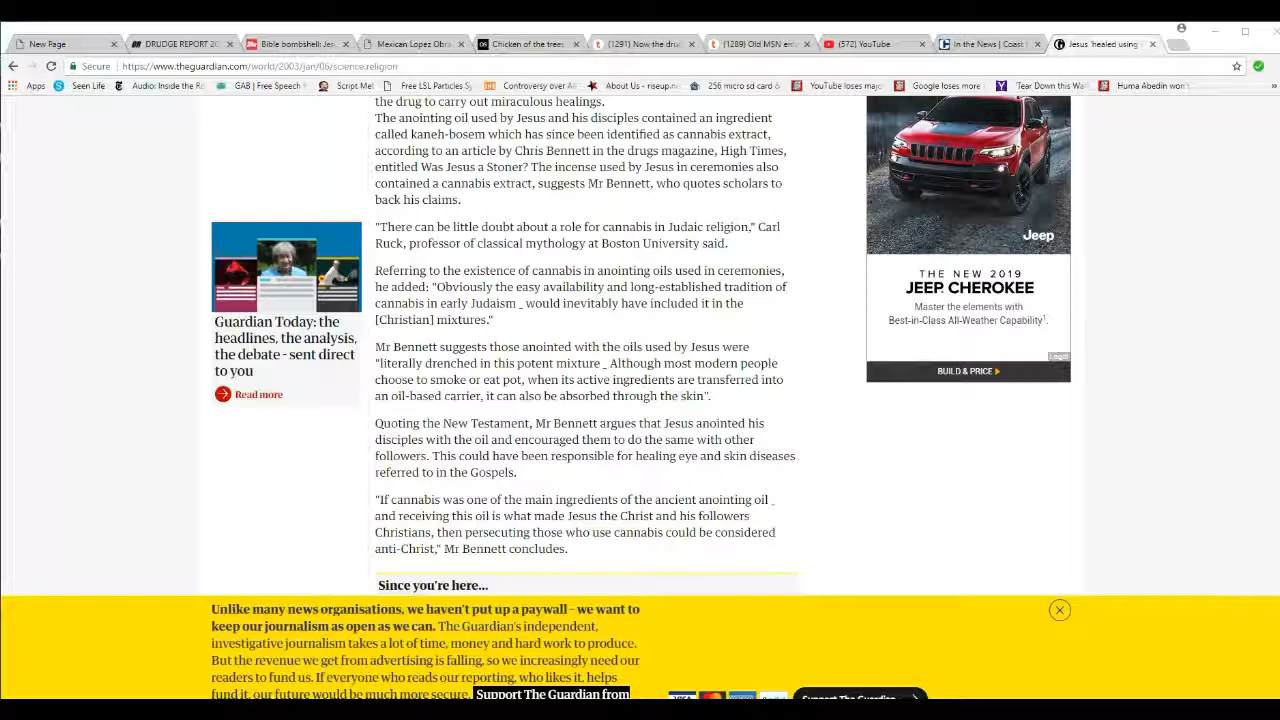 New Page
DRUDGE REPORT 20
Bible bombshell: Jes
Mexican Lopez Obra
Chicken of the trees
(1291) Now the drug
(1289) Old MSN em
(572) YouTube
In the News | Coast t
Jesus 'healed using
Secure | https://www.theguardian.com/world/2003/jan/06/science.religion
Apps
Seen Life
Audio: Inside the Ro
GAB | Free Speech
Script Me!
Free LSL Particles Sy
Controversy over Al
About Us - riseup.ne
256 micro sd card 
YouTube loses majo
Google loses more
Tear Down this Wal
Huma Abedin won'
»
the drug to carry out miraculous healings.
The anointing oil used by Jesus and his disciples contained an ingredient
called kaneh-bosem which has since been identified as cannabis extract,
according to an article by Chris Bennett in the drugs magazine, High Times,
entitled Was Jesus a Stoner? The incense used by Jesus in ceremonies also
contained a cannabis extract, suggests Mr Bennett, who quotes scholars to
back his claims.
"There can be little doubt about a role for cannabis in Judaic religion," Carl
Ruck, professor of classical mythology at Boston University said.
Referring to the existence of cannabis in anointing oils used in ceremonies,
he added: "Obviously the easy availability and long-established tradition of
cannabis in early Judaism _ would inevitably have included it in the
[Christian] mixtures."
Mr Bennett suggests those anointed with the oils used by Jesus were
"literally drenched in this potent mixture _ Although most modern people
choose to smoke or eat pot, when its active ingredients are transferred into
an oil-based carrier, it can also be absorbed through the skin".
Quoting the New Testament, Mr Bennett argues that Jesus anointed his
disciples with the oil and encouraged them to do the same with other
followers. This could have been responsible for healing eye and skin diseases
referred to in the Gospels.
"If cannabis was one of the main ingredients of the ancient anointing oil _
and receiving this oil is what made Jesus the Christ and his followers
Christians, then persecuting those who use cannabis could be considered
anti-Christ," Mr Bennett concludes.
Since you're here...
Guardian Today: the
headlines, the analysis,
the debate - sent direct
to you
Read more
Jeep
THE NEW 2019
JEEP. CHEROKEE
Master the elements with
Best-in-Class All-Weather Capability¹.
Legal
BUILD & PRICE
Unlike many news organisations, we haven't put up a paywall – we want to
keep our journalism as open as we can. The Guardian's independent,
investigative journalism takes a lot of time, money and hard work to produce.
But the revenue we get from advertising is falling, so we increasingly need our
readers to fund us. If everyone who reads our reporting, who likes it, helps
fund it, our future would be much more secure. Support The Guardian from
VISA
PayPal
Support The Guardian